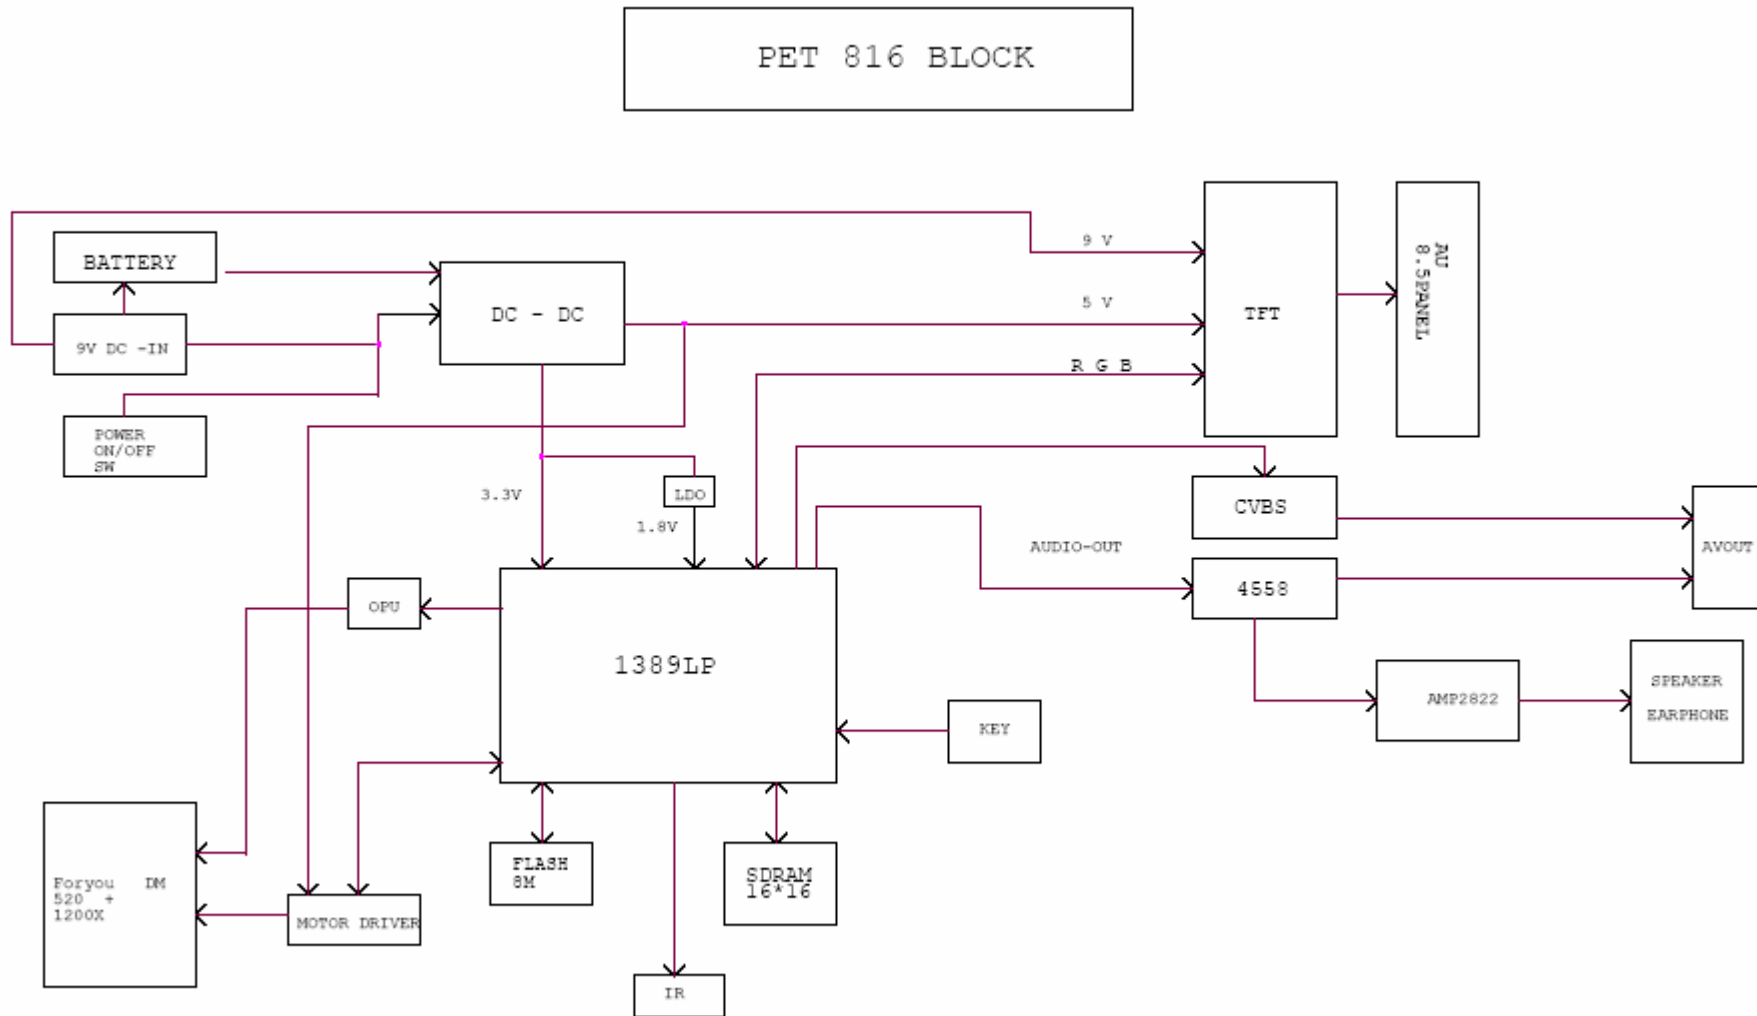 PET 816 BLOCK
9 V
BATTERY
AU
8.5PANEL
5 V
DC - DC
TFT
9V DC -IN
R G B
POWER
ON/OFF
SW
3.3V
LDO
1.8V
CVBS
AUDIO-OUT
AVOUT
4558
OPU
1389LP
SPEAKER
EARPHONE
AMP2822
KEY
FLASH
8M
SDRAM
16*16
Foryou DM
520 +
1200X
MOTOR DRIVER
IR